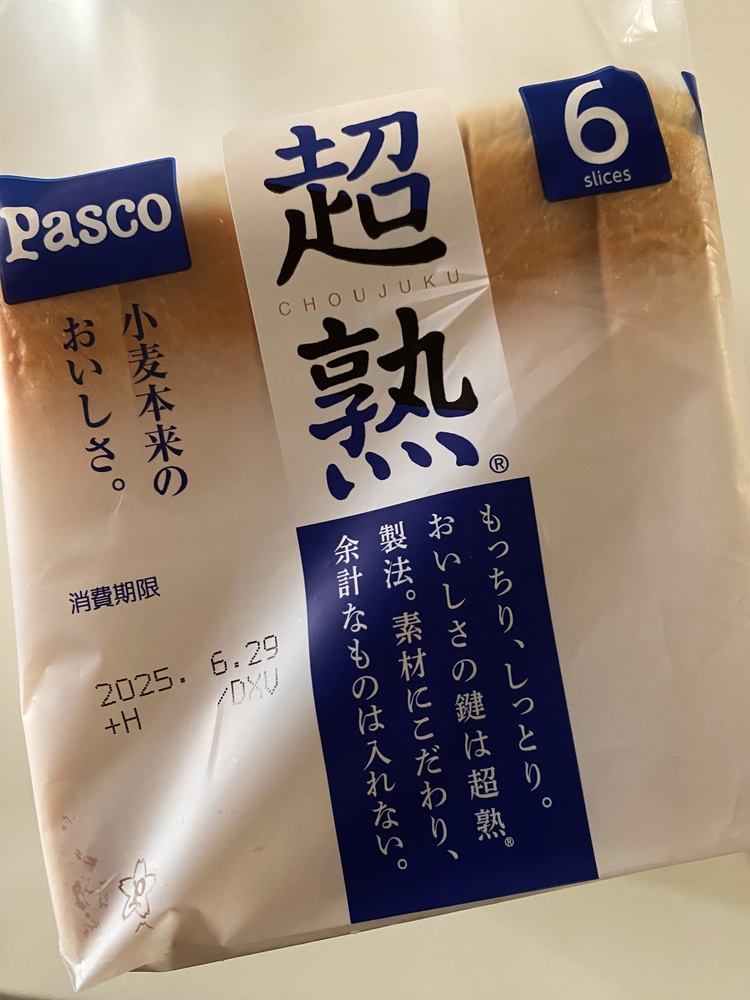 Pasco
超熟
CHOUJUKU
®
6
slices
小麦本来の
おいしさ。
消費期限
2025. 6.29
+H /DXV
もっちり、しっとり。
おいしさの鍵は超熟®
製法。素材にこだわり、
余計なものは入れない。